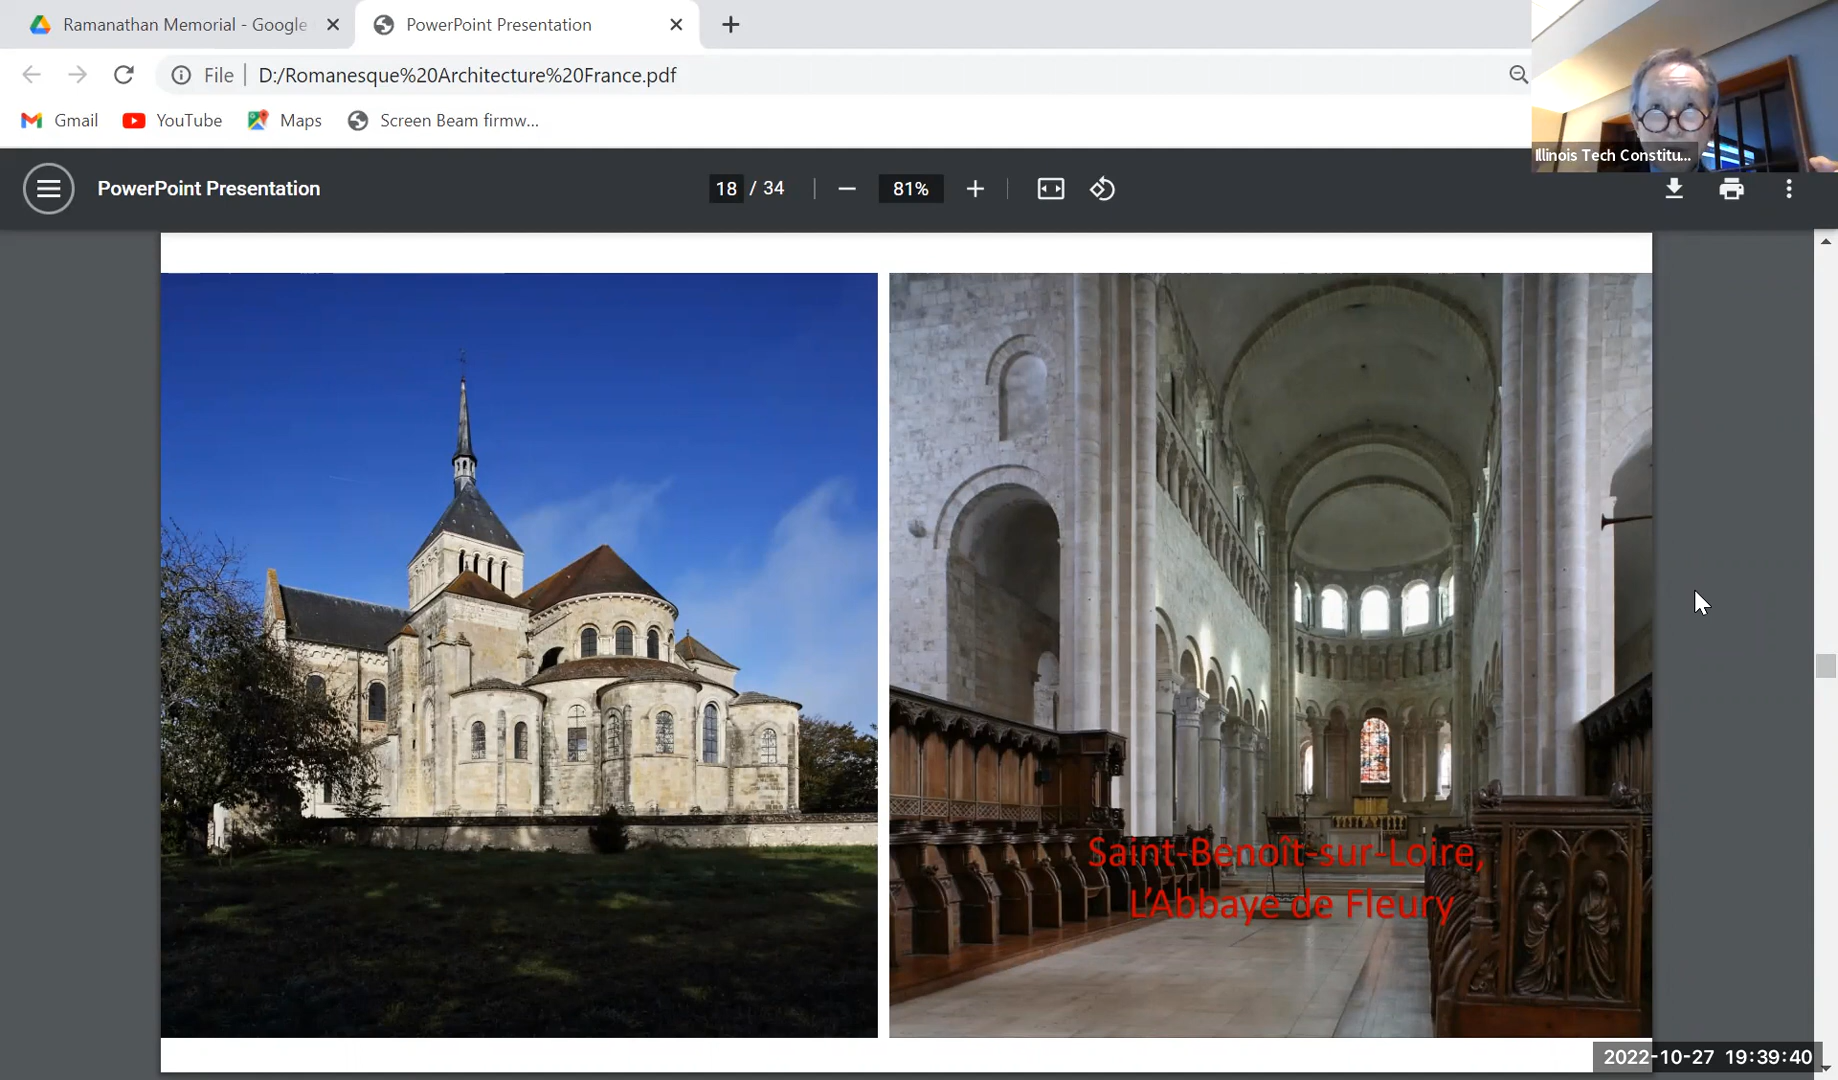 Ramanathan Memorial - Google
PowerPoint Presentation
File
D:/Romanesque%20Architecture%20France.pdf
Gmail
YouTube
Maps
Screen Beam firmw...
Illinois Tech Constitu...
PowerPoint Presentation
18 / 34
81%
Saint-Benoît-sur-Loire,
L'Abbaye de Fleury
2022-10-27 19:39:40